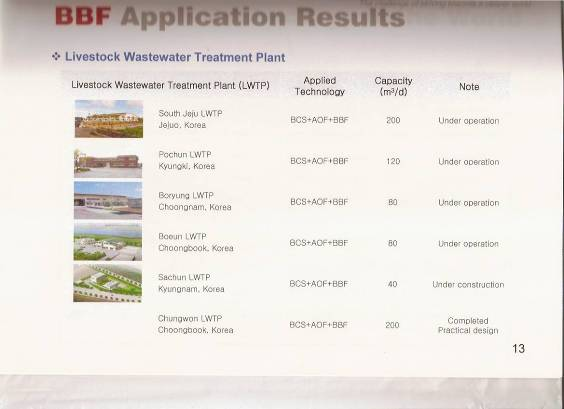 BBF Application Results
❖ Livestock Wastewater Treatment Plant
Livestock Wastewater Treatment Plant (LWTP)
Applied
Technology
Capacity
(m³/d)
Note
South Jeju LWTP
Jejuo, Korea
BCS+AOF+BBF
200
Under operation
Pochun LWTP
Kyungki, Korea
BCS+AOF+BBF
120
Under operation
Boryung LWTP
Choongnam, Korea
BCS+AOF+BBF
80
Under operation
Boeun LWTP
Choongbook, Korea
BCS+AOF+BBF
80
Under operation
Sachun LWTP
Kyungnam, Korea
BCS+AOF+BBF
40
Under construction
Chungwon LWTP
Choongbook, Korea
BCS+AOF+BBF
200
Completed
Practical design
13